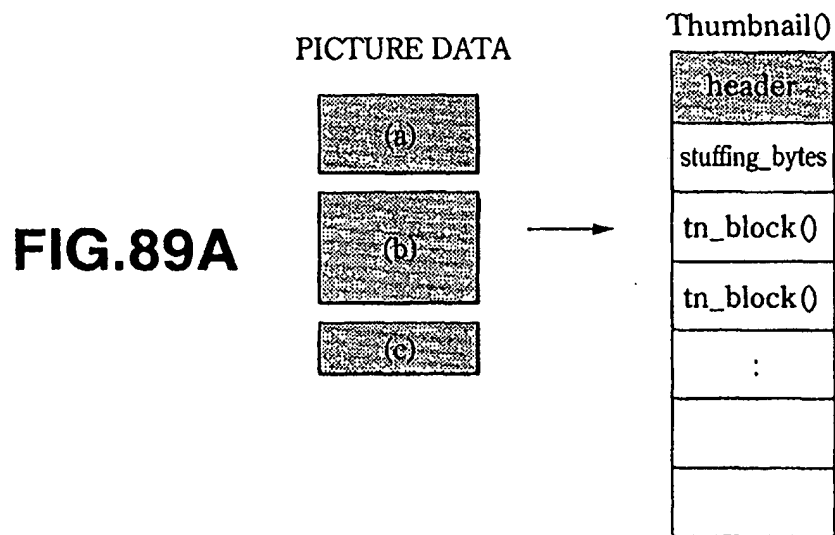 FIG.89A
PICTURE DATA
(a)
(b)
(c)
Thumbnail()
header
stuffing_bytes
tn_block()
tn_block()
: